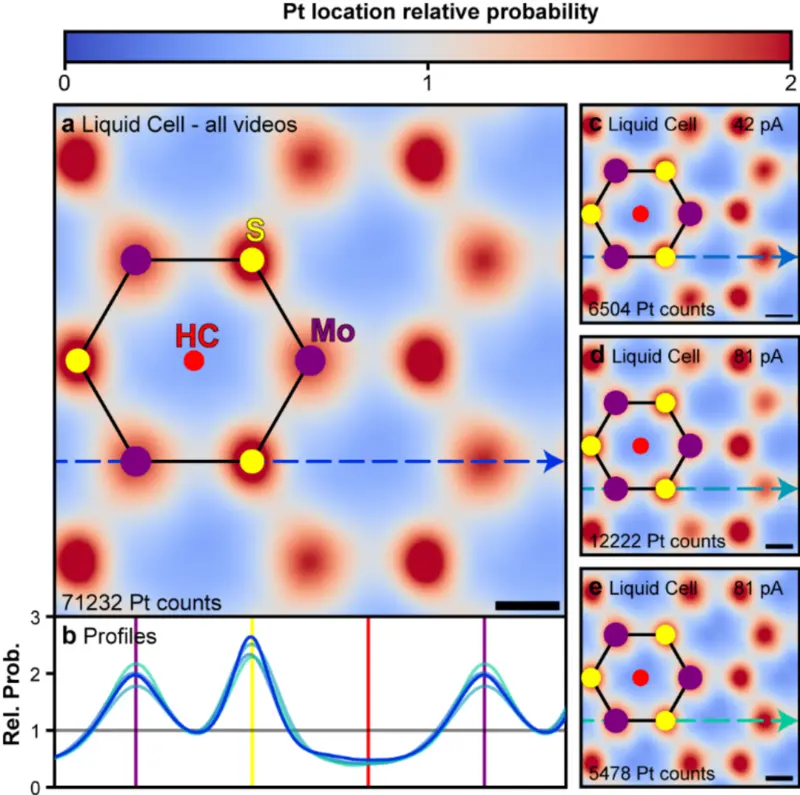 Pt location relative probability
0 1 2
a Liquid Cell - all videos
S
HC
Mo
71232 Pt counts
c Liquid Cell 42 pA
6504 Pt counts
d Liquid Cell 81 pA
12222 Pt counts
e Liquid Cell 81 pA
5478 Pt counts
b Profiles
Rel. Prob.
3
2
1
0